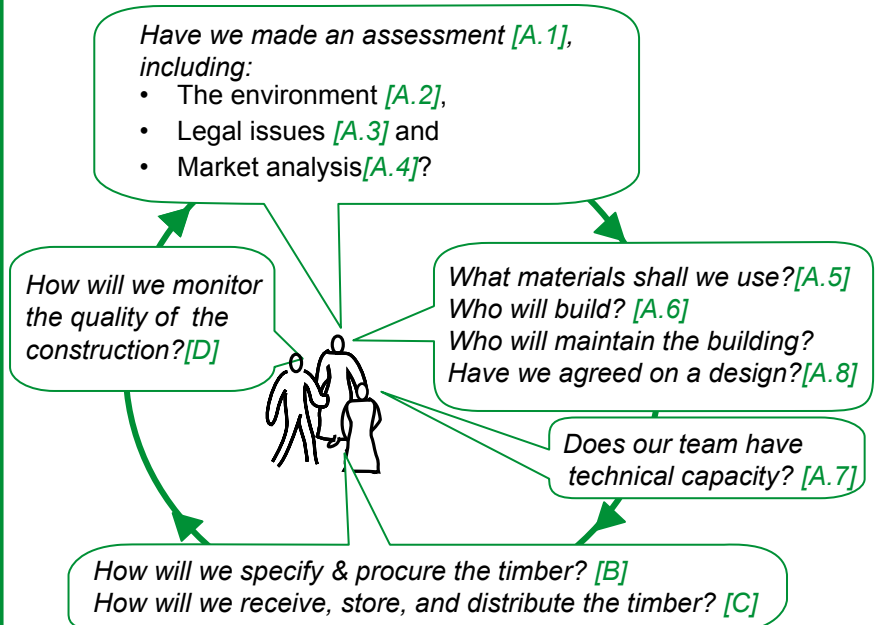 Have we made an assessment [A.1],
including:
• The environment [A.2],
• Legal issues [A.3] and
• Market analysis[A.4]?
How will we monitor
the quality of the
construction?[D]
What materials shall we use?[A.5]
Who will build? [A.6]
Who will maintain the building?
Have we agreed on a design?[A.8]
Does our team have
technical capacity? [A.7]
How will we specify & procure the timber? [B]
How will we receive, store, and distribute the timber? [C]